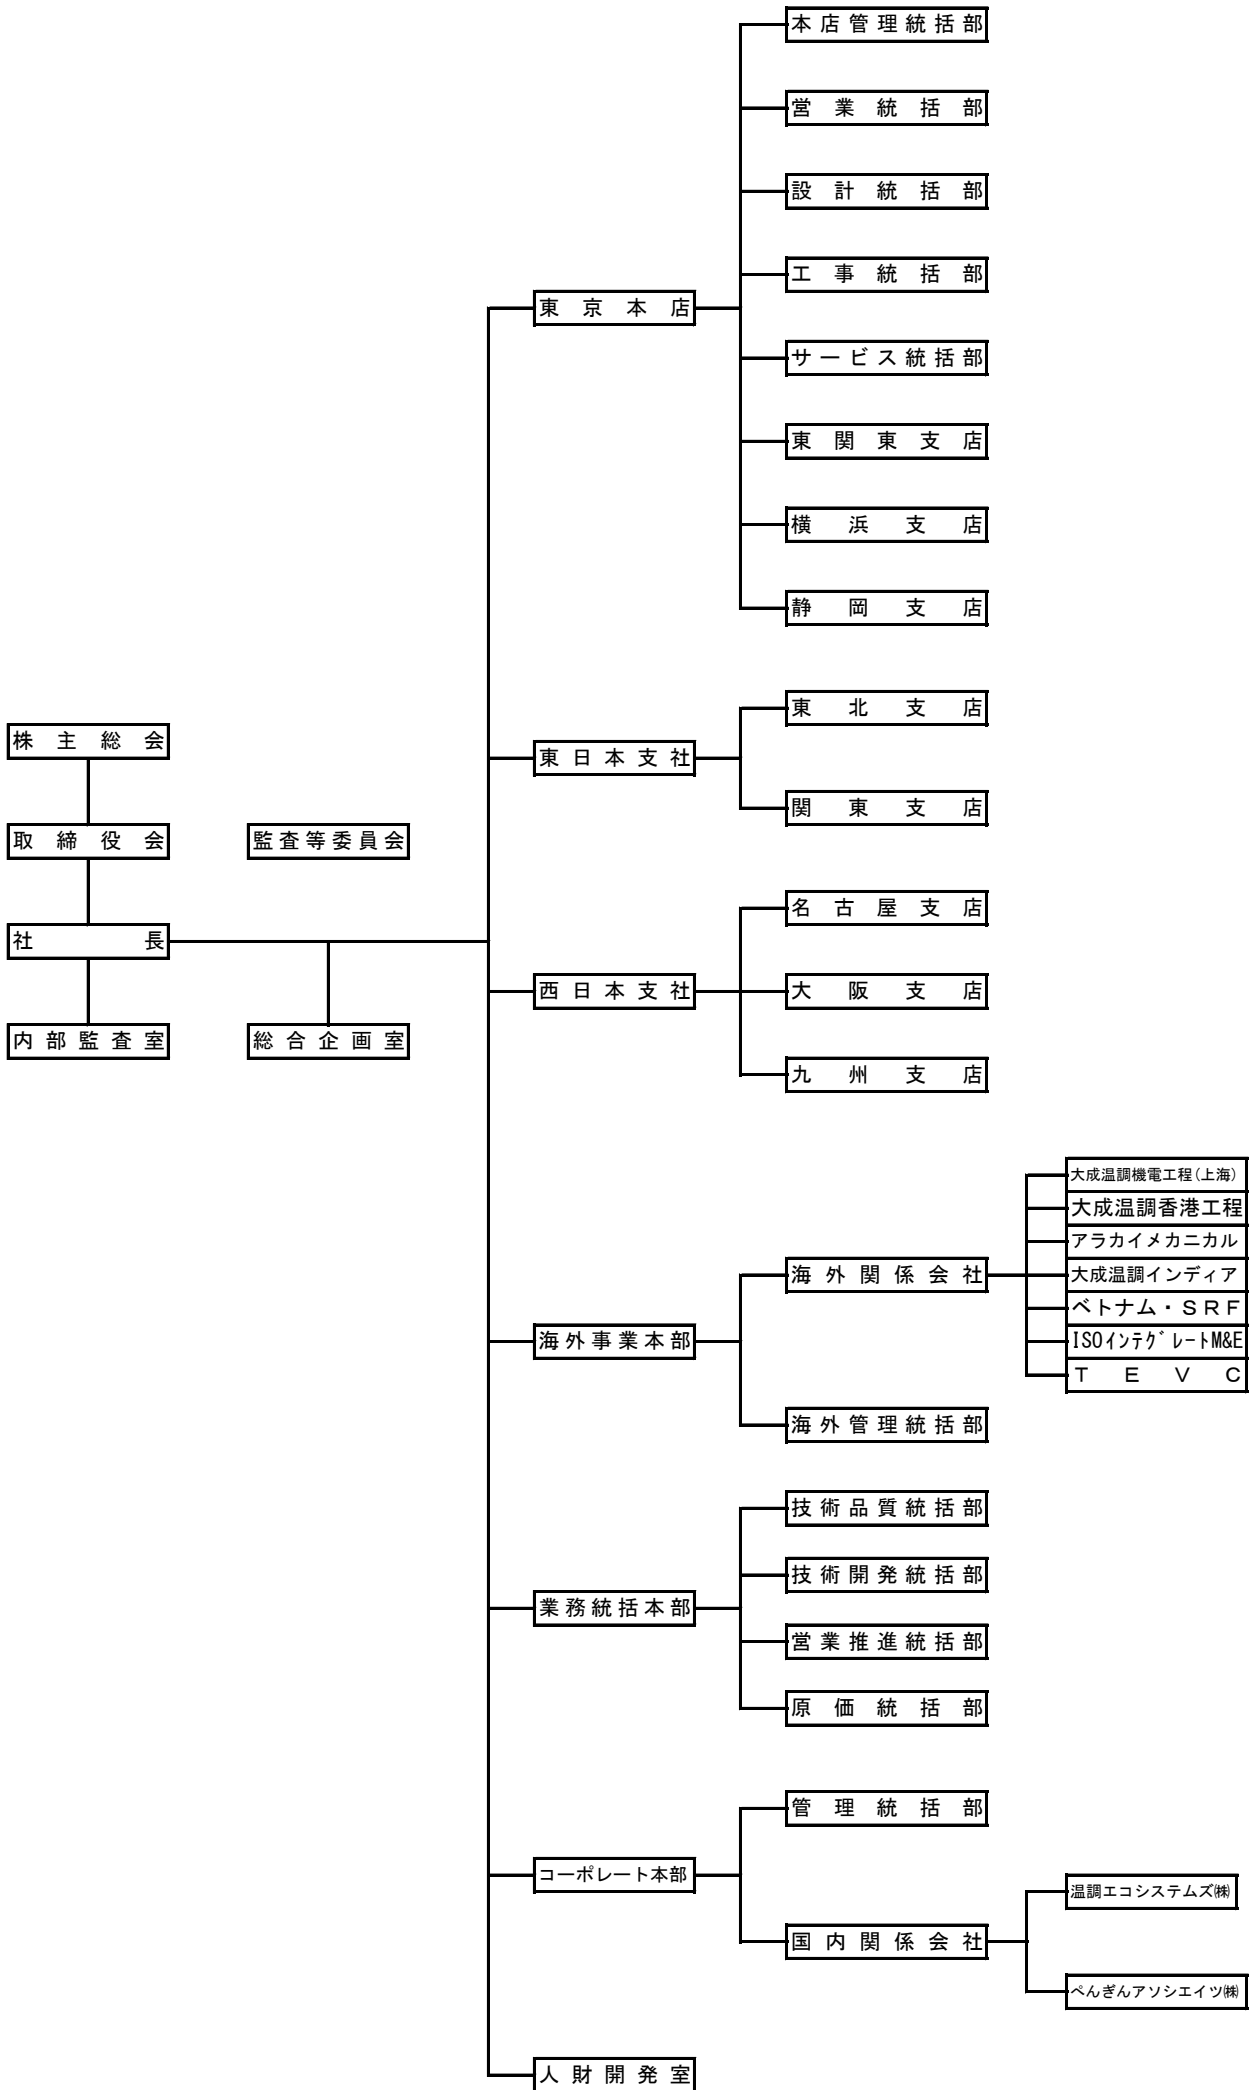 本店管理統括部
営業統括部
設計統括部
工事統括部
東京本店
サービス統括部
東関東支店
横浜支店
静岡支店
東北支店
株主総会
東日本支社
関東支店
取締役会
監査等委員会
名古屋支店
社長
西日本支社
大阪支店
内部監査室
総合企画室
九州支店
大成温調機電工程(上海)
大成温調香港工程
アラカイメカニカル
海外関係会社
大成温調インディア
ベトナム・SRF
海外事業本部
ISOインテグレートM&E
TEVC
海外管理統括部
技術品質統括部
技術開発統括部
業務統括本部
営業推進統括部
原価統括部
管理統括部
コーポレート本部
温調エコシステムズ㈱
国内関係会社
ぺんぎんアソシエイツ㈱
人財開発室